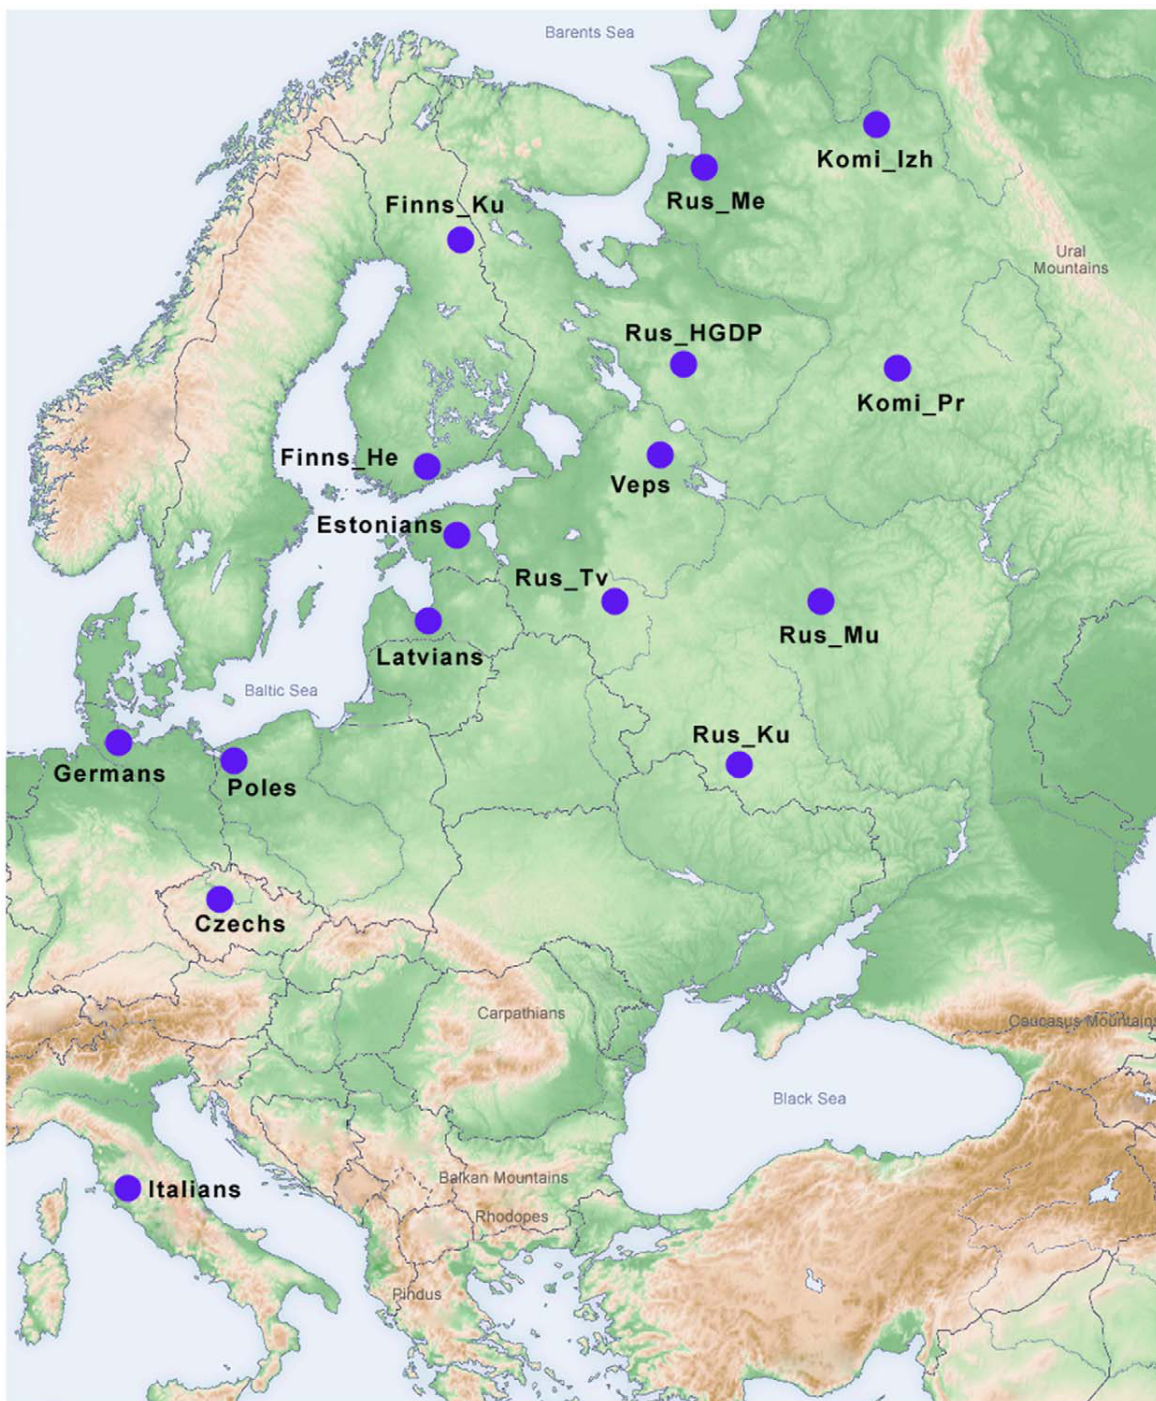 Barents Sea
Komi_Izh
Rus_Me
Finns_Ku
Ural
Mountains
Rus_HGDP
Komi_Pr
Finns_He
Veps
Estonians
Rus_Tv
Rus_Mu
Latvians
Baltic Sea
Rus_Ku
Germans
Poles
Czechs
Carpathians
Caucasus Mountains
Black Sea
Balkan Mountains
Italians
Rhodopes
Pindus